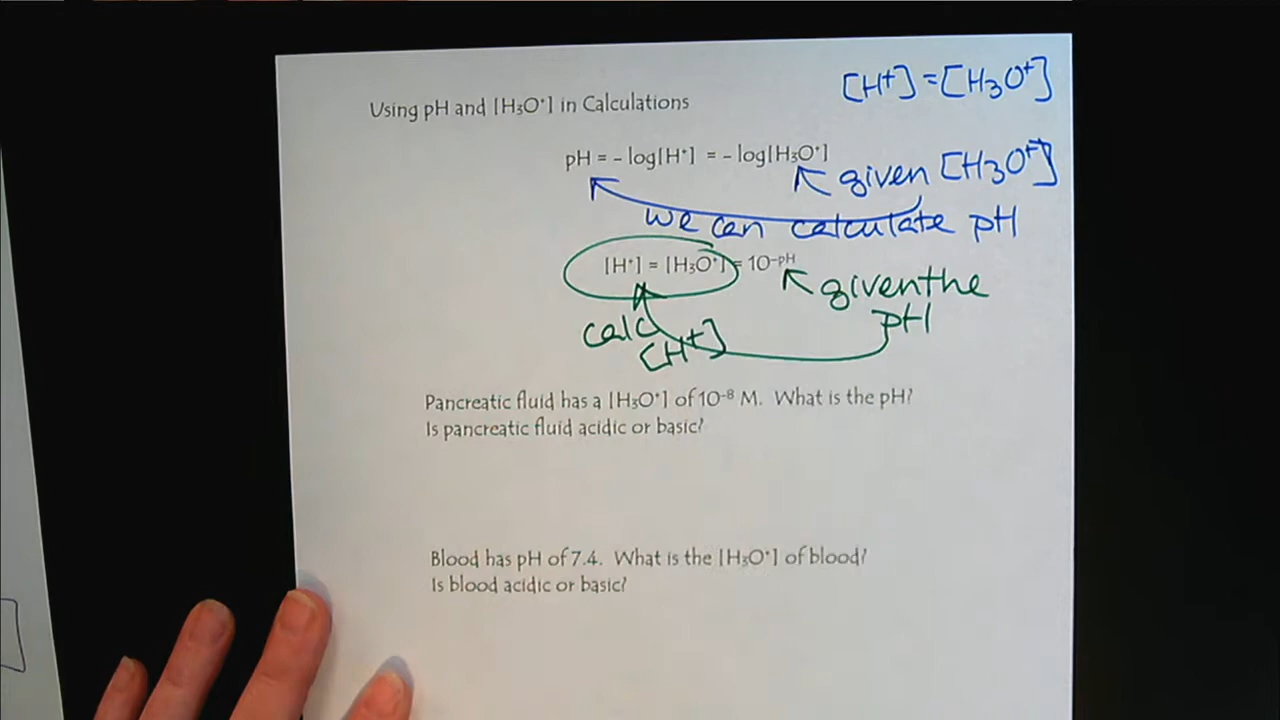 [H+] = [H₃O+]
Using pH and [H₃O⁺] in Calculations
pH = - log[H⁺] = - log[H₃O⁺]
given [H₃O+]
we can calculate pH
[H⁺] = [H₃O⁺] = 10⁻ᵖᴴ
given the
pH
calc
[H+]
Pancreatic fluid has a [H₃O⁺] of 10⁻⁸ M. What is the pH?
Is pancreatic fluid acidic or basic?
Blood has pH of 7.4. What is the [H₃O⁺] of blood?
Is blood acidic or basic?